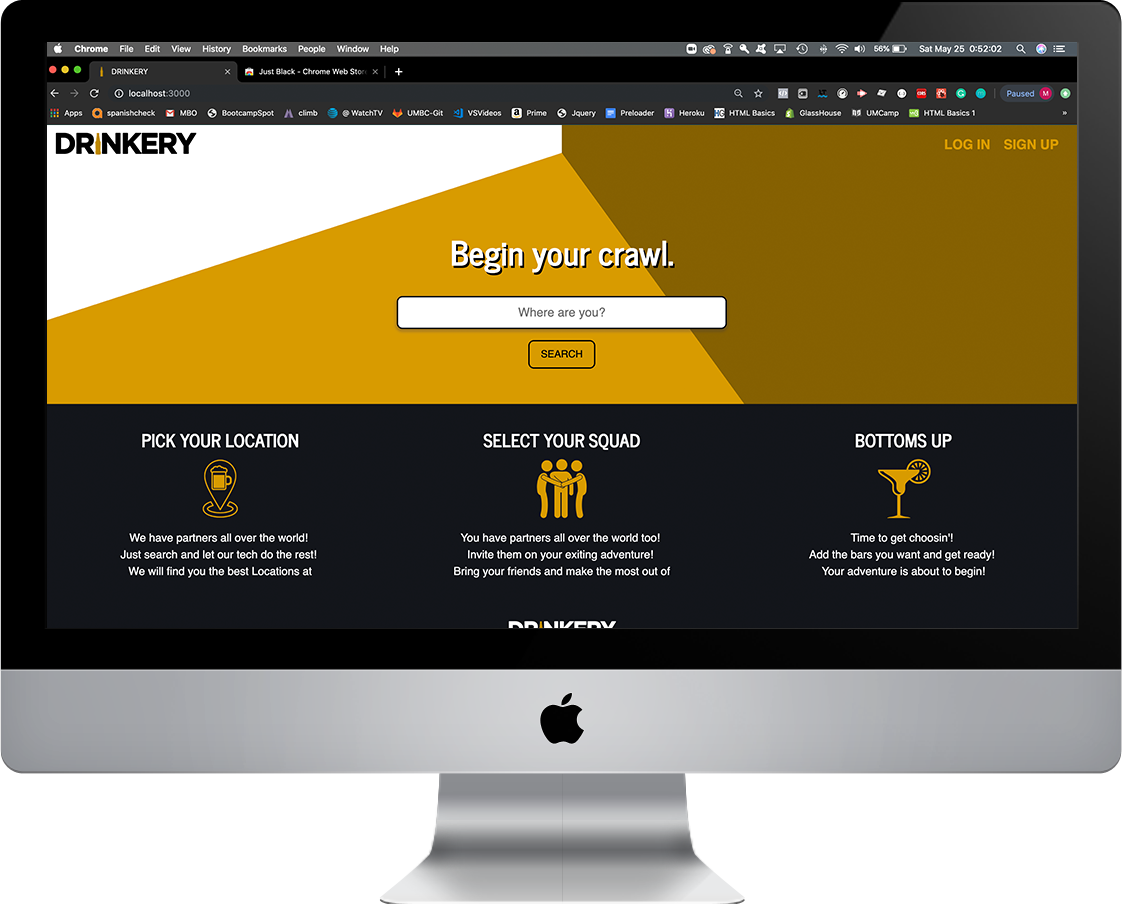 Chrome File Edit View History Bookmarks People Window Help 56% Sat May 25 0:52:02
DRINKERY Just Black - Chrome Web Stor
localhost:3000 Paused M
Apps spanishcheck MBO BootcampSpot climb @ WatchTV UMBC-Git VSVideos Prime Jquery Preloader Heroku HTML Basics GlassHouse UMCamp HTML Basics 1 »
DRINKERY LOG IN SIGN UP
Begin your crawl.
Where are you?
SEARCH
PICK YOUR LOCATION
We have partners all over the world!
Just search and let our tech do the rest!
We will find you the best Locations at
SELECT YOUR SQUAD
You have partners all over the world too!
Invite them on your exiting adventure!
Bring your friends and make the most out of
BOTTOMS UP
Time to get choosin'!
Add the bars you want and get ready!
Your adventure is about to begin!
DRINKERY